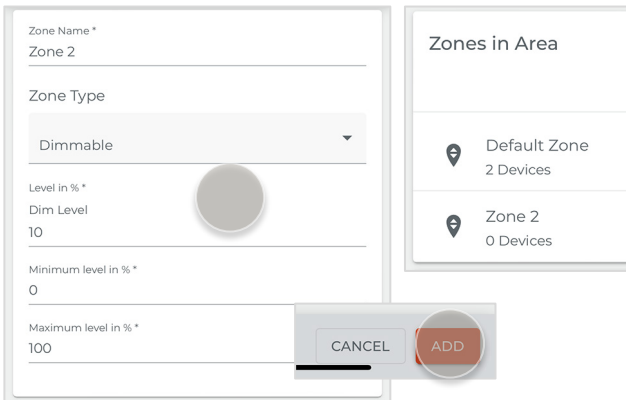 Zone Name *
Zone 2
Zone Type
Dimmable
Level in % *
Dim Level
10
Minimum level in % *
0
Maximum level in % *
100
CANCEL
ADD
Zones in Area
Default Zone
2 Devices
Zone 2
0 Devices